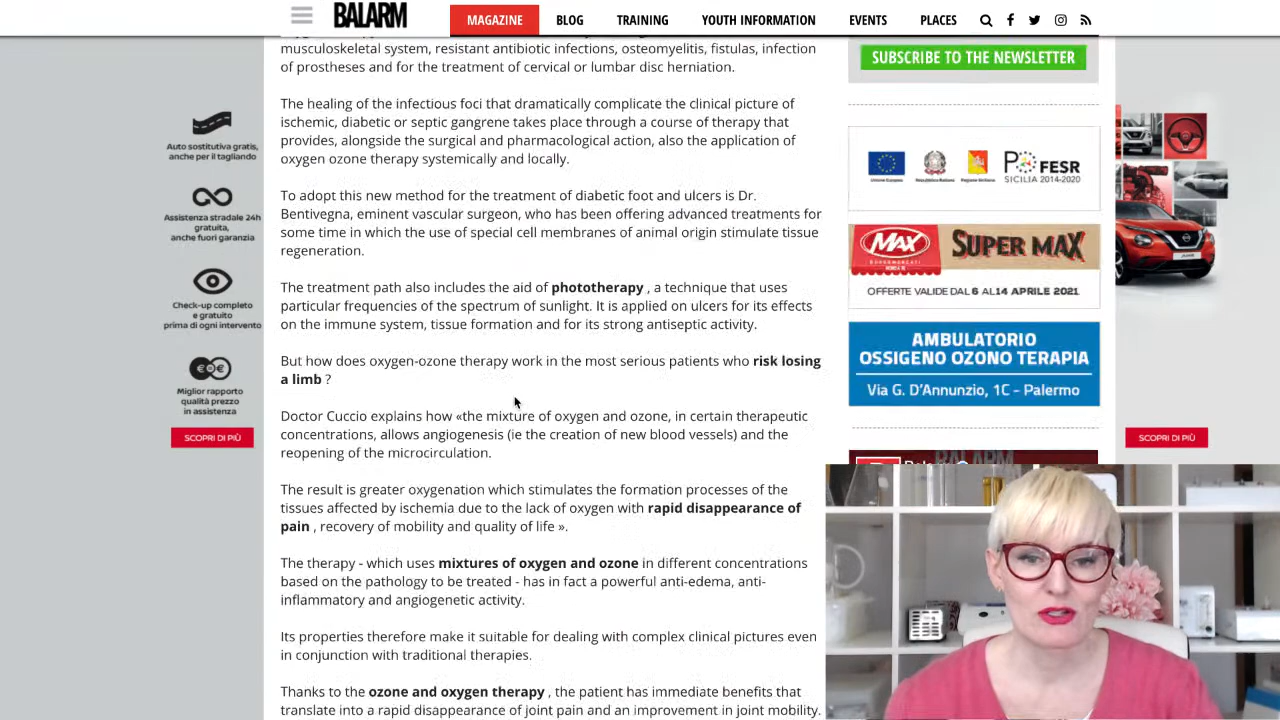 BALARM
MAGAZINE
BLOG
TRAINING
YOUTH INFORMATION
EVENTS
PLACES
musculoskeletal system, resistant antibiotic infections, osteomyelitis, fistulas, infection
of prostheses and for the treatment of cervical or lumbar disc herniation.
The healing of the infectious foci that dramatically complicate the clinical picture of
ischemic, diabetic or septic gangrene takes place through a course of therapy that
provides, alongside the surgical and pharmacological action, also the application of
oxygen ozone therapy systemically and locally.
To adopt this new method for the treatment of diabetic foot and ulcers is Dr.
Bentivegna, eminent vascular surgeon, who has been offering advanced treatments for
some time in which the use of special cell membranes of animal origin stimulate tissue
regeneration.
The treatment path also includes the aid of phototherapy , a technique that uses
particular frequencies of the spectrum of sunlight. It is applied on ulcers for its effects
on the immune system, tissue formation and for its strong antiseptic activity.
But how does oxygen-ozone therapy work in the most serious patients who risk losing
a limb ?
Doctor Cuccio explains how «the mixture of oxygen and ozone, in certain therapeutic
concentrations, allows angiogenesis (ie the creation of new blood vessels) and the
reopening of the microcirculation.
The result is greater oxygenation which stimulates the formation processes of the
tissues affected by ischemia due to the lack of oxygen with rapid disappearance of
pain , recovery of mobility and quality of life ».
The therapy - which uses mixtures of oxygen and ozone in different concentrations
based on the pathology to be treated - has in fact a powerful anti-edema, anti-
inflammatory and angiogenetic activity.
Its properties therefore make it suitable for dealing with complex clinical pictures even
in conjunction with traditional therapies.
Thanks to the ozone and oxygen therapy , the patient has immediate benefits that
translate into a rapid disappearance of joint pain and an improvement in joint mobility.
Auto sostitutiva gratis,
anche per il tagliando
Assistenza stradale 24h
gratuita,
anche fuori garanzia
Check-up completo
e gratuito
prima di ogni intervento
Miglior rapporto
qualità prezzo
in assistenza
SCOPRI DI PIÙ
SUBSCRIBE TO THE NEWSLETTER
Unione Europea
Repubblica Italiana
Regione Siciliana
PO FESR
SICILIA 2014-2020
MAX
SUPER MAX
OFFERTE VALIDE DAL 6 AL 14 APRILE 2021
AMBULATORIO
OSSIGENO OZONO TERAPIA
Via G. D'Annunzio, 1C - Palermo
BALARM
SCOPRI DI PIÙ